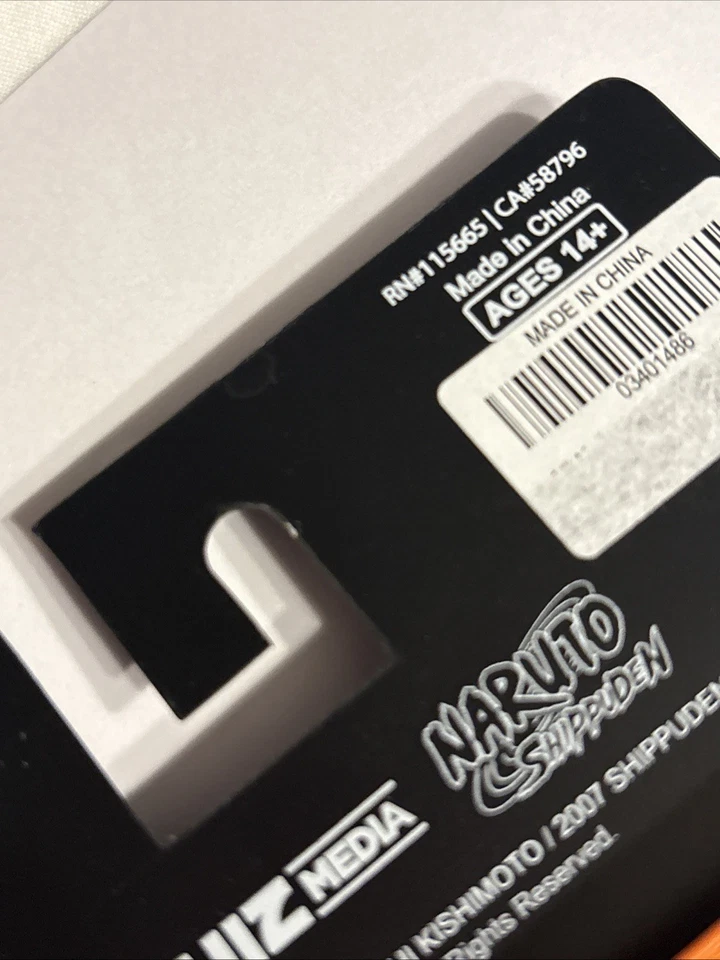 RN#115665 | CA#58796
Made in China
AGES 14+
MADE IN CHINA
03401486
NARUTO
SHIPPUDEN
VIZ MEDIA
KISHIMOTO / 2007 SHIPPUDEN
Rights Reserved.